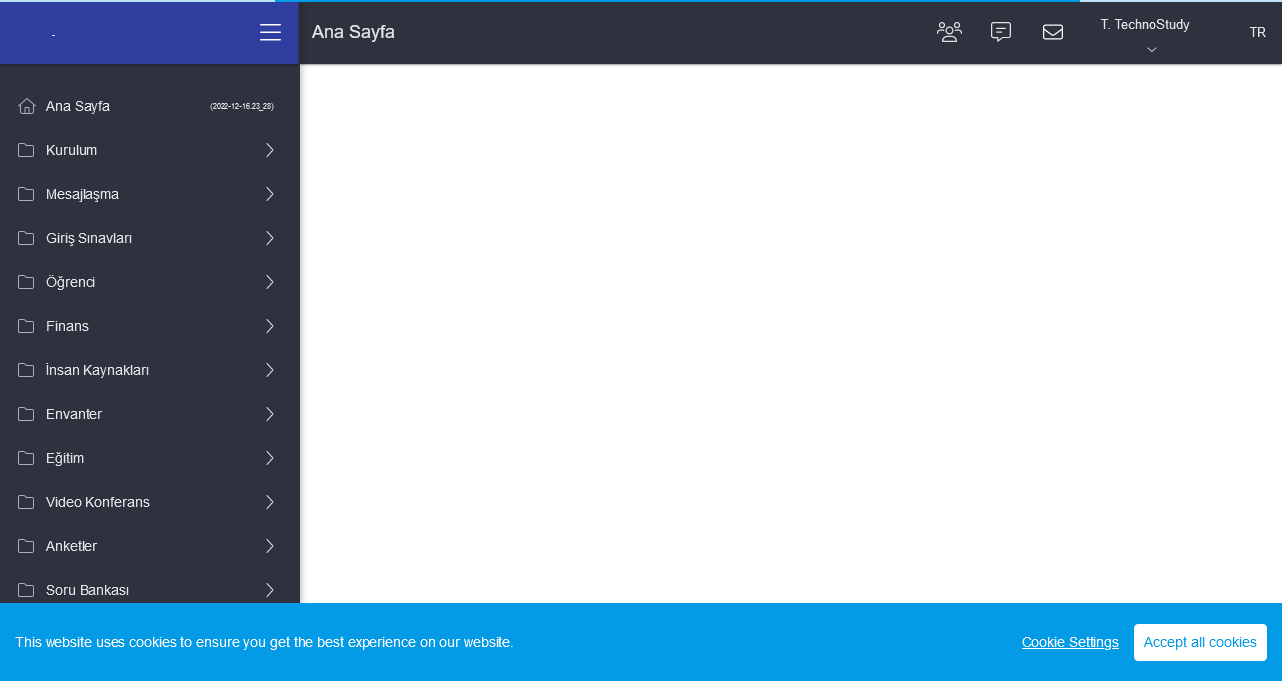 -
Ana Sayfa
T. TechnoStudy
TR
Ana Sayfa
(2022-12-16.23_28)
Kurulum
Mesajlaşma
Giriş Sınavları
Öğrenci
Finans
İnsan Kaynakları
Envanter
Eğitim
Video Konferans
Anketler
Soru Bankası
This website uses cookies to ensure you get the best experience on our website.
Cookie Settings
Accept all cookies